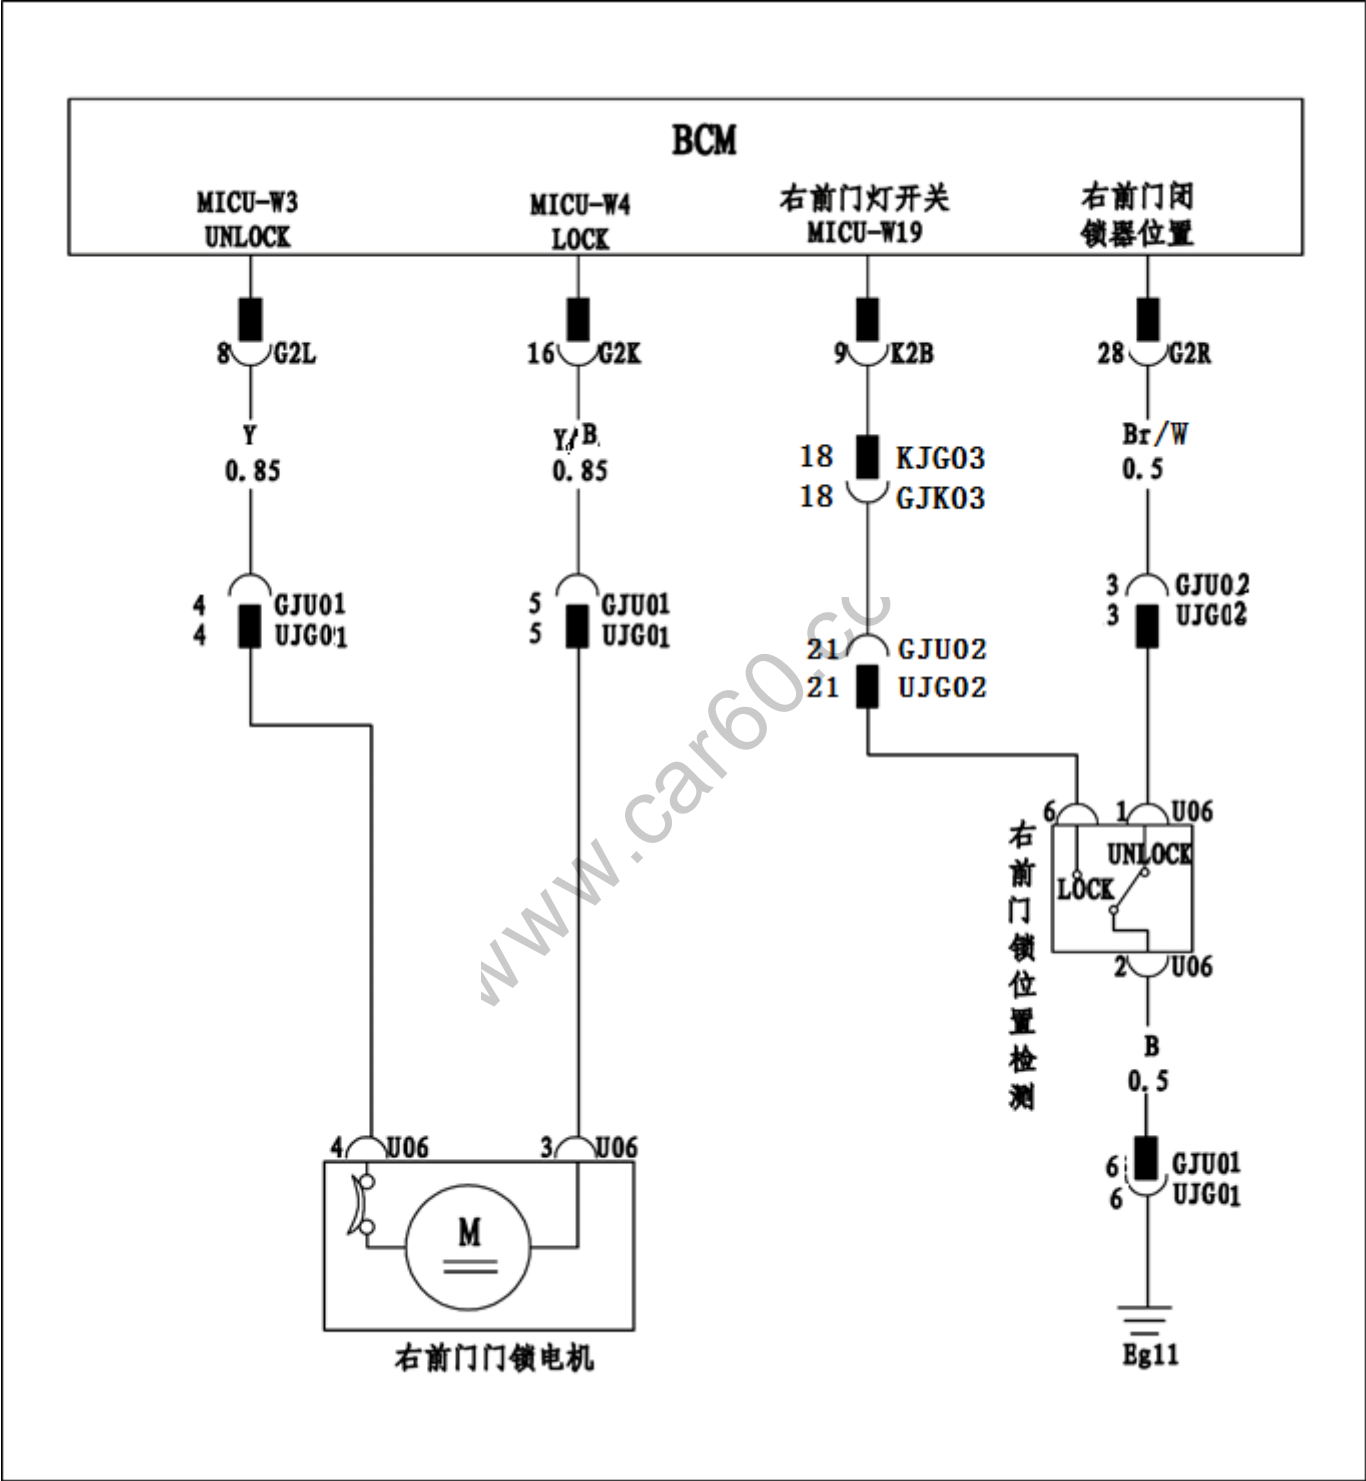 BCM
MICU-W3
UNLOCK
MICU-W4
LOCK
右前门灯开关
MICU-W19
右前门闭
锁器位置
8 G2L
16 G2K
9 K2B
28 G2R
Y
0.85
Y/B
0.85
18 KJG03
18 GJK03
Br/W
0.5
4 GJU01
4 UJG01
5 GJU01
5 UJG01
21 GJU02
21 UJG02
3 GJU02
3 UJG02
www.car60.co
6
1 U06
UNLOCK
LOCK
右前门锁位置检测
2 U06
B
0.5
4 U06
3 U06
M
6 GJU01
6 UJG01
右前门门锁电机
Eg11